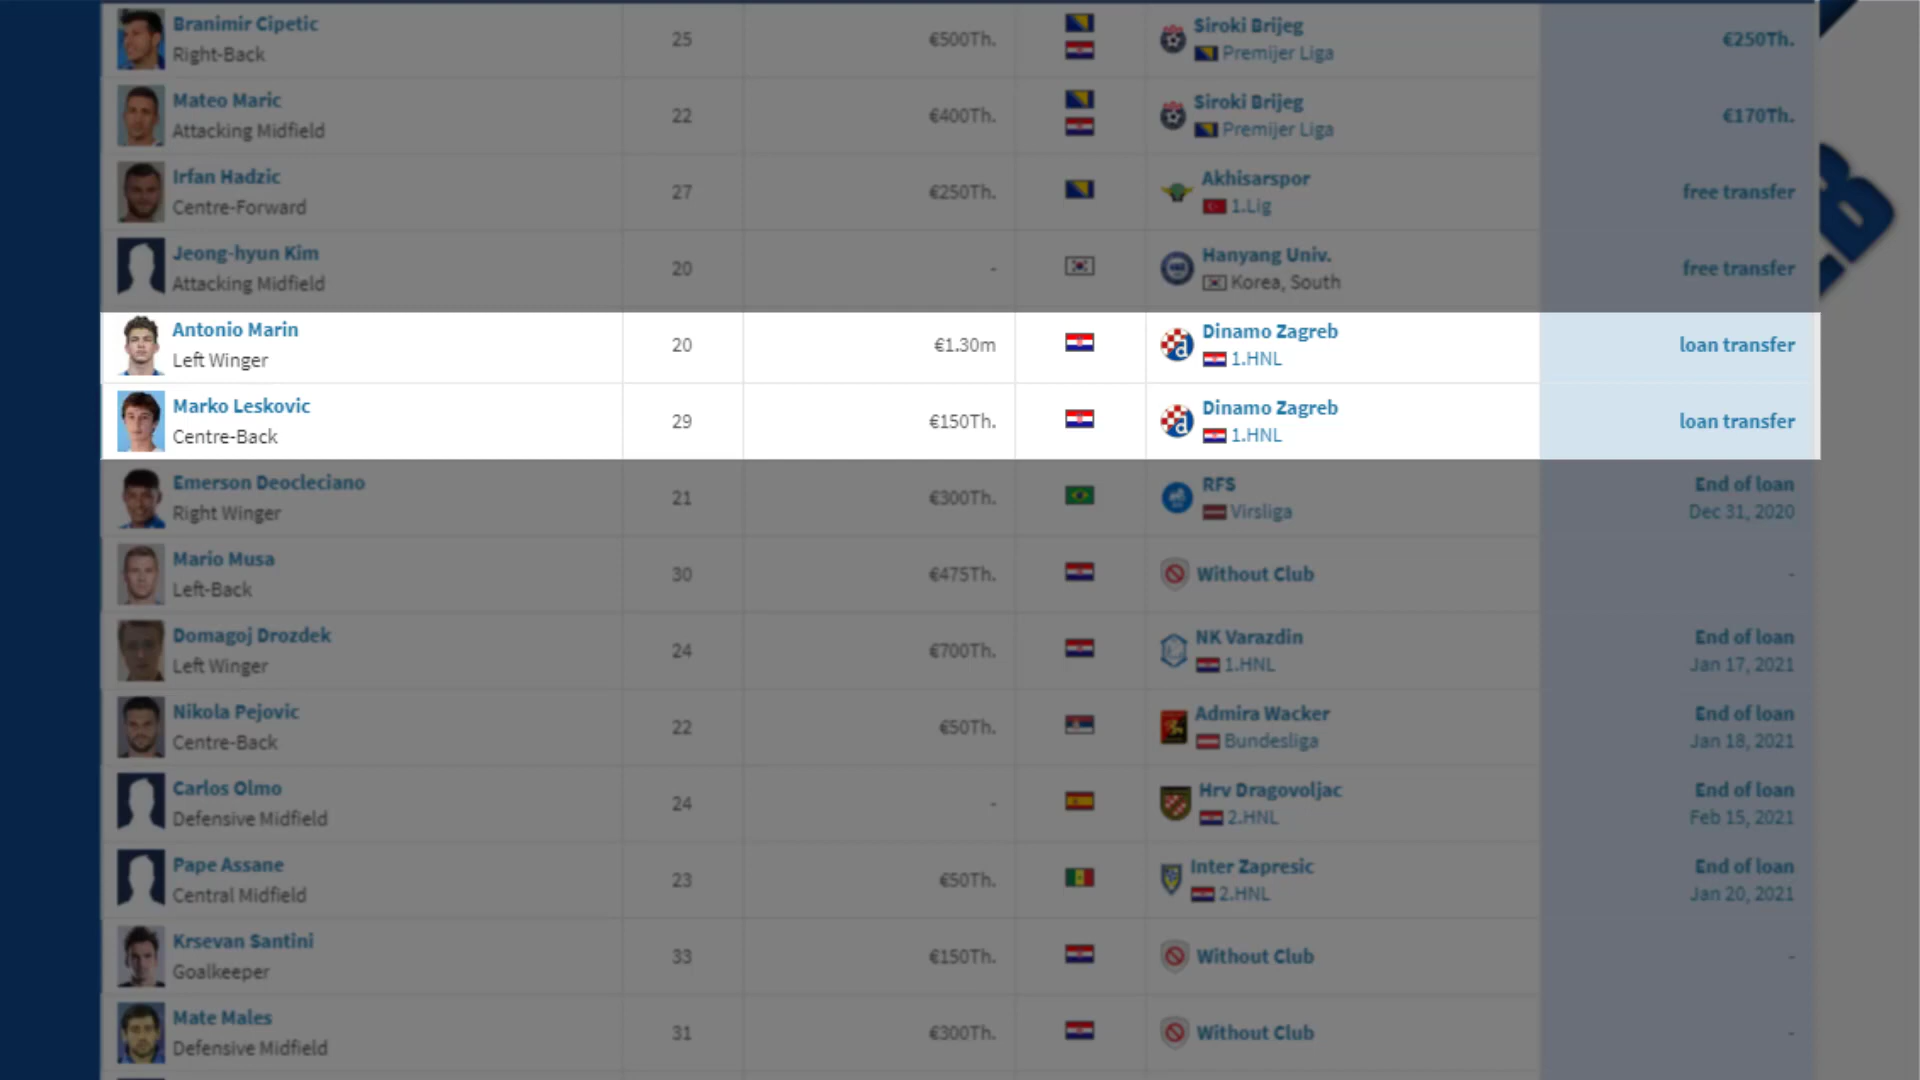 Branimir Cipetic
Right-Back
25
€500Th.
Siroki Brijeg
Premijer Liga
€250Th.
Mateo Maric
Attacking Midfield
22
€400Th.
Siroki Brijeg
Premijer Liga
€170Th.
Irfan Hadzic
Centre-Forward
27
€250Th.
Akhisarspor
1.Lig
free transfer
Jeong-hyun Kim
Attacking Midfield
20
-
Hanyang Univ.
Korea, South
free transfer
Antonio Marin
Left Winger
20
€1.30m
Dinamo Zagreb
1.HNL
loan transfer
Marko Leskovic
Centre-Back
29
€150Th.
Dinamo Zagreb
1.HNL
loan transfer
Emerson Deocleciano
Right Winger
21
€300Th.
RFS
Virsliga
End of loan
Dec 31, 2020
Mario Musa
Left-Back
30
€475Th.
Without Club
-
Domagoj Drozdek
Left Winger
24
€700Th.
NK Varazdin
1.HNL
End of loan
Jan 17, 2021
Nikola Pejovic
Centre-Back
22
€50Th.
Admira Wacker
Bundesliga
End of loan
Jan 18, 2021
Carlos Olmo
Defensive Midfield
24
-
Hrv Dragovoljac
2.HNL
End of loan
Feb 15, 2021
Pape Assane
Central Midfield
23
€50Th.
Inter Zapresic
2.HNL
End of loan
Jan 20, 2021
Krsevan Santini
Goalkeeper
33
€150Th.
Without Club
-
Mate Males
Defensive Midfield
31
€300Th.
Without Club
-